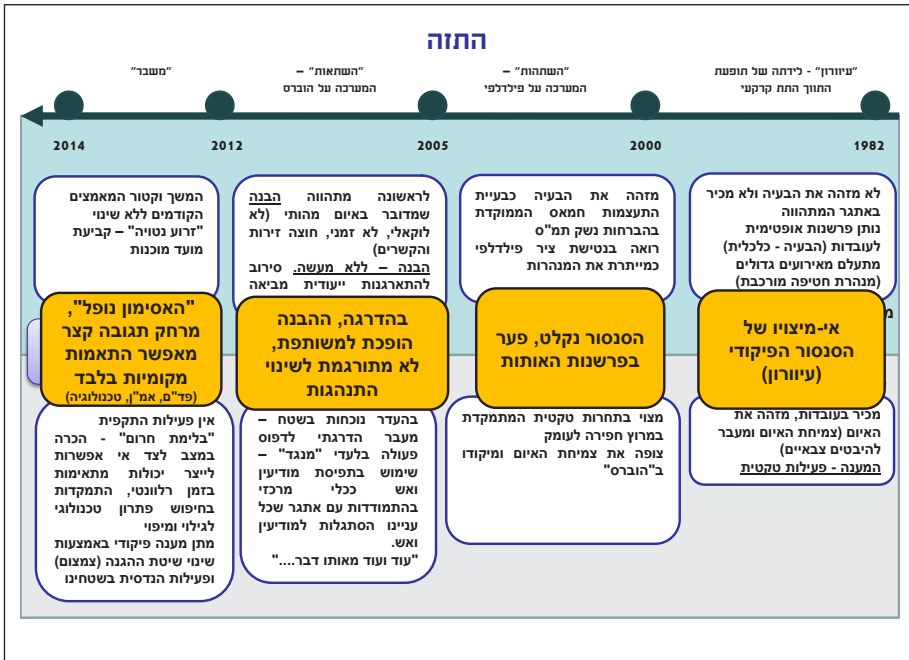 התזה
"עיוורון" - לידתה של תופעת
התווך התת קרקעי
"השתהות" –
המערכה על פילדלפי
"השתאות" –
המערכה על הוברס
"משבר"
1982
2000
2005
2012
2014
לא מזהה את הבעיה ולא מכיר
באתגר המתהווה
נותן פרשנות אופטימית
לעובדות (הבעיה - כלכלית)
מתעלם מאירועים גדולים
(מנהרת חטיפה מורכבת)
מזהה את הבעיה כבעיית
התעצמות חמאס הממוקדת
בהברחות נשק תמ"ס
רואה בנטישת ציר פילדלפי
כמייתרת את המנהרות
לראשונה מתהווה הבנה
שמדובר באיום מהותי (לא
לוקאלי, לא זמני, חוצה זירות
והקשרים)
הבנה – ללא מעשה. סירוב
להתארגנות ייעודית מביאה
המשך וקטור המאמצים
הקודמים ללא שינוי
"זרוע נטויה" – קביעת
מועד מוכנות
אי-מיצויו של
הסנסור הפיקודי
(עיוורון)
הסנסור נקלט, פער
בפרשנות האותות
בהדרגה, ההבנה
הופכת למשותפת,
לא מתורגמת לשינוי
התנהגות
"האסימון נופל",
מרחק תגובה קצר
מאפשר התאמות
מקומיות בלבד
(פד"ם, אמ"ן, טכנולוגיה)
מכיר בעובדות, מזהה את
האיום (צמיחת האיום ומעבר
להיבטים צבאיים)
המענה - פעילות טקטית
מצוי בתחרות טקטית המתמקדת
במרוץ חפירה לעומק
צופה את צמיחת האיום ומיקודו
ב"הוברס"
בהעדר נוכחות בשטח –
מעבר הדרגתי לדפוס
פעולה בלעדי "מנגד" –
שימוש בתפיסת מודיעין
ואש ככלי מרכזי
בהתמודדות עם אתגר שכל
עניינו הסתגלות למודיעין
ואש.
"עוד ועוד מאותו דבר...."
אין פעילות התקפית
"בלימת חרום" - הכרה
במצב לצד אי אפשרות
לייצר יכולות מתאימות
בזמן רלוונטי, התמקדות
בחיפוש פתרון טכנולוגי
לגילוי ומיפוי
מתן מענה פיקודי באמצעות
שינוי שיטת ההגנה (צמצום)
ופעילות הנדסית בשטחינו